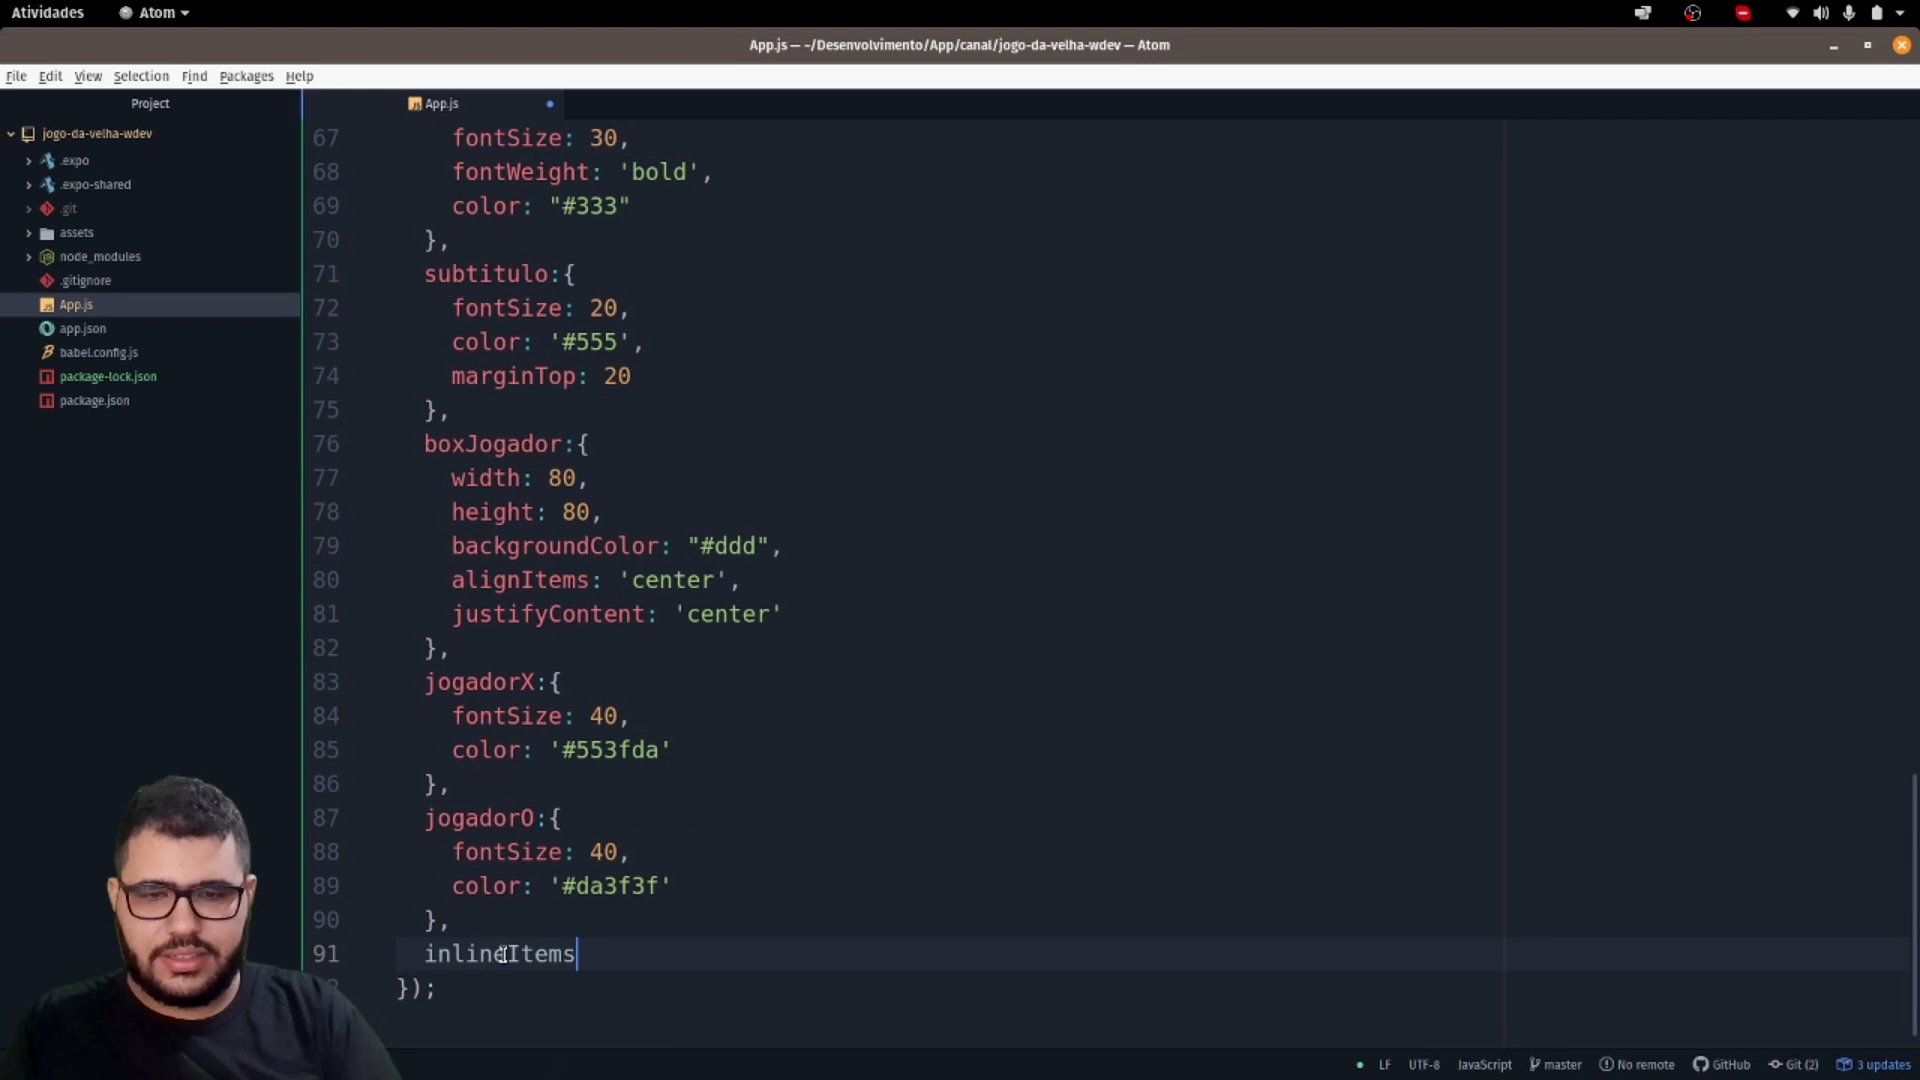 Atividades
Atom
App.js — ~/Desenvolvimento/App/canal/jogo-da-velha-wdev — Atom
File Edit View Selection Find Packages Help
Project
App.js
jogo-da-velha-wdev
.expo
.expo-shared
.git
assets
node_modules
.gitignore
App.js
app.json
babel.config.js
package-lock.json
package.json
67 fontSize: 30,
68 fontWeight: 'bold',
69 color: "#333"
70 },
71 subtitulo:{
72 fontSize: 20,
73 color: '#555',
74 marginTop: 20
75 },
76 boxJogador:{
77 width: 80,
78 height: 80,
79 backgroundColor: "#ddd",
80 alignItems: 'center',
81 justifyContent: 'center'
82 },
83 jogadorX:{
84 fontSize: 40,
85 color: '#553fda'
86 },
87 jogadorO:{
88 fontSize: 40,
89 color: '#da3f3f'
90 },
91 inlineItems
});
LF UTF-8 JavaScript master No remote GitHub Git (2) 3 updates